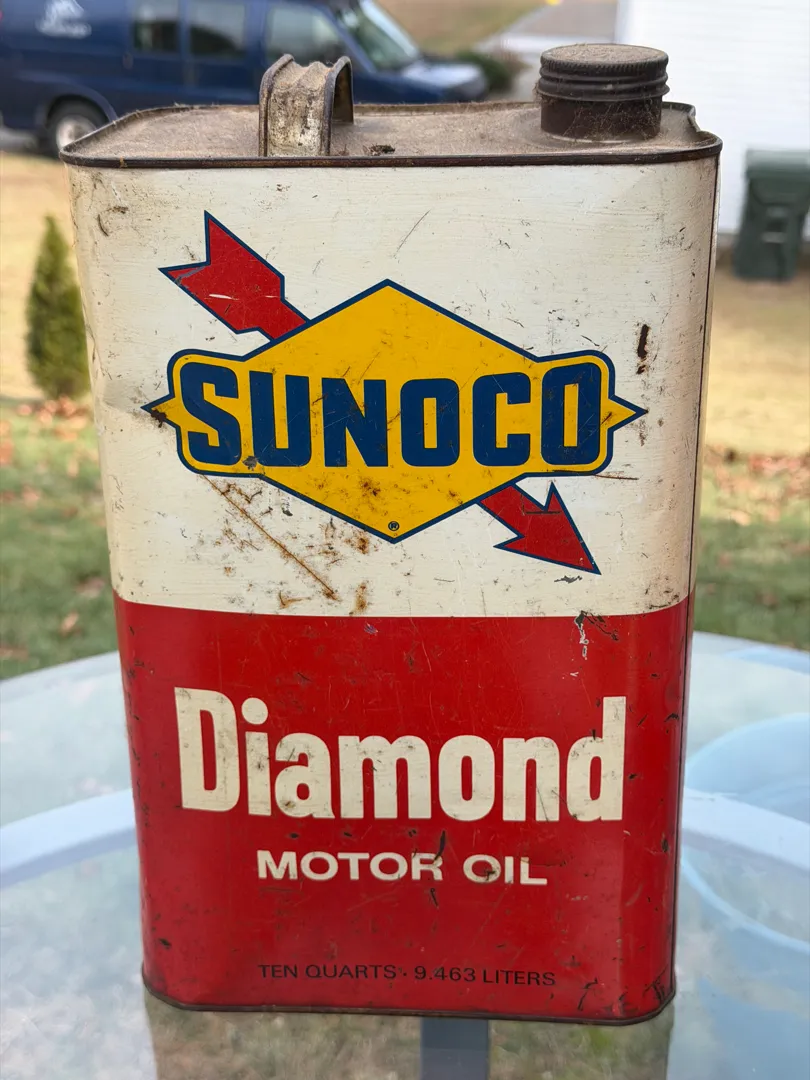 SUNOCO
®
Diamond
MOTOR OIL
TEN QUARTS · 9.463 LITERS